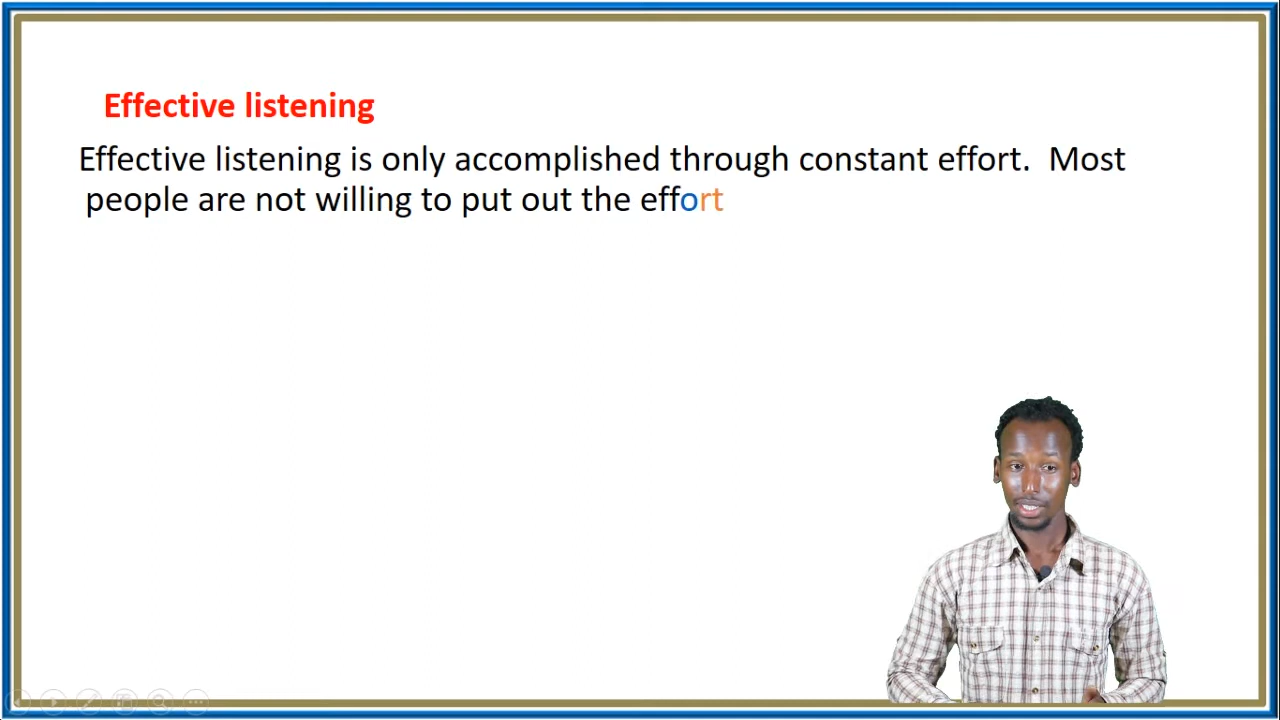 Effective listening
Effective listening is only accomplished through constant effort.  Most
people are not willing to put out the effort